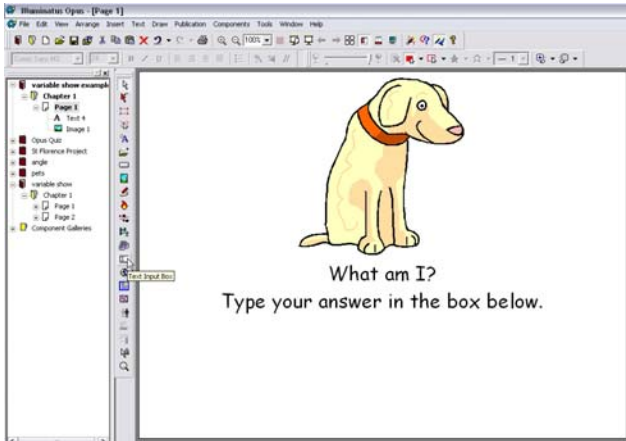 Illuminatus Opus - [Page 1]
File Edit View Arrange Insert Text Draw Publication Components Tools Window Help
100%
variable show example
Chapter 1
Page 1
Text 4
Image 1
Opus Quiz
St Florence Project
angle
pets
variable show
Chapter 1
Page 1
Page 2
Component Galleries
Text Input Box
What am I?
Type your answer in the box below.